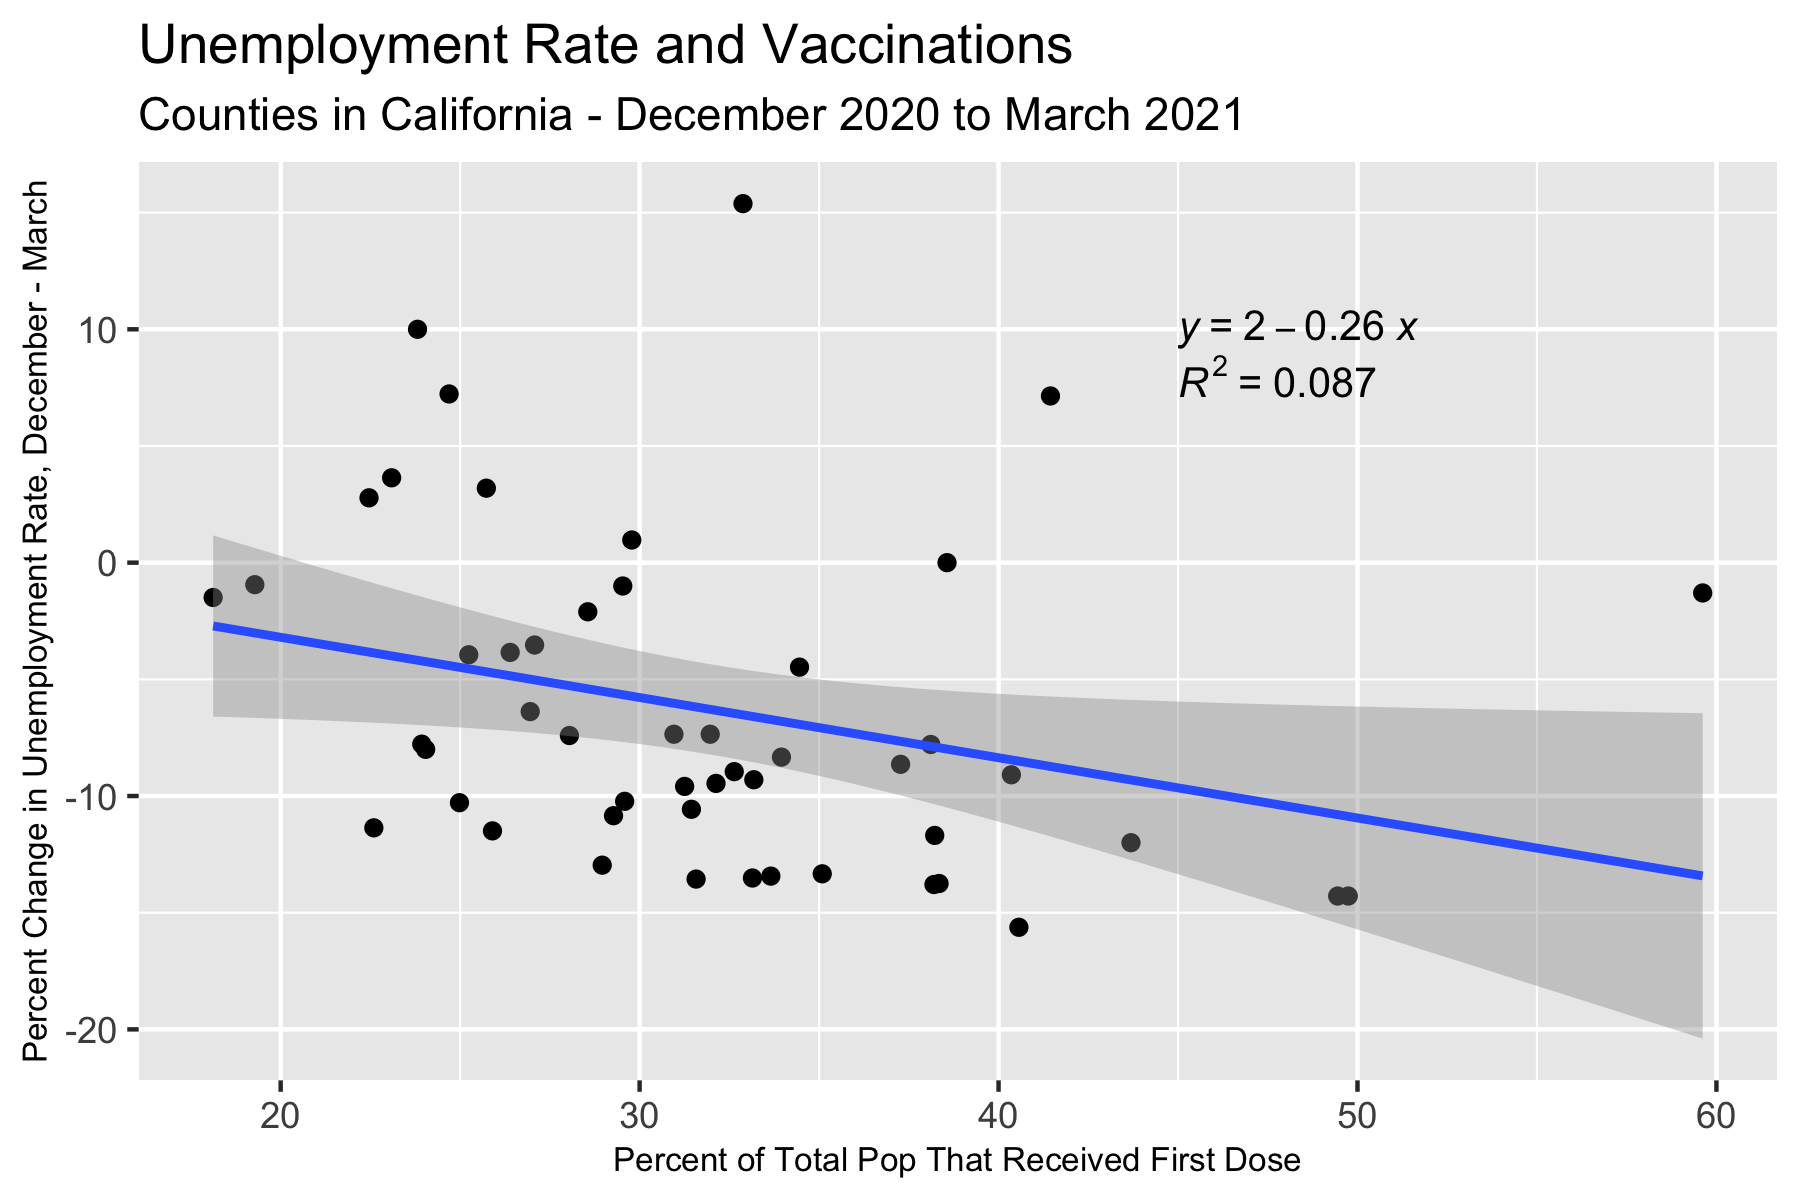 Unemployment Rate and Vaccinations
Counties in California - December 2020 to March 2021
Percent Change in Unemployment Rate, December - March
10
0
-10
-20
y = 2 – 0.26 x
R² = 0.087
20 30 40 50 60
Percent of Total Pop That Received First Dose